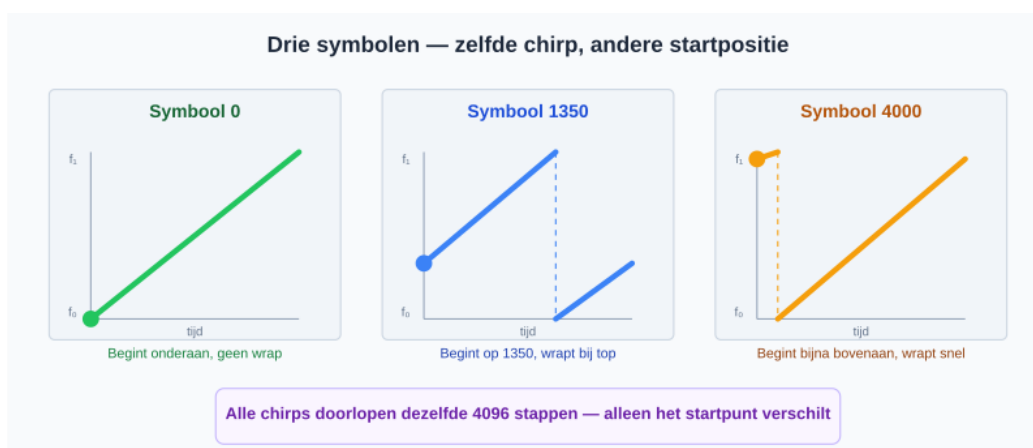 Drie symbolen — zelfde chirp, andere startpositie
Symbool 0
f₁
f₀
tijd
Begint onderaan, geen wrap
Symbool 1350
f₁
f₀
tijd
Begint op 1350, wrapt bij top
Symbool 4000
f₁
f₀
tijd
Begint bijna bovenaan, wrapt snel
Alle chirps doorlopen dezelfde 4096 stappen — alleen het startpunt verschilt